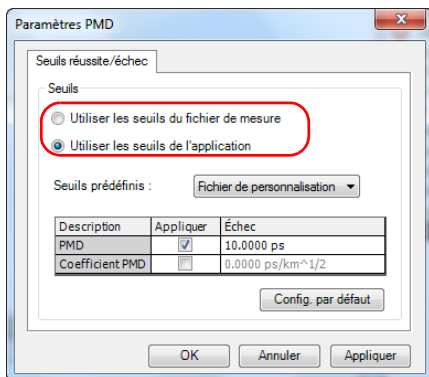 Paramètres PMD
Seuils réussite/échec
Seuils
Utiliser les seuils du fichier de mesure
Utiliser les seuils de l'application
Seuils prédéfinis : Fichier de personnalisation
Description Appliquer Échec
PMD 10.0000 ps
Coefficient PMD 0.0000 ps/km^1/2
Config. par défaut
OK Annuler Appliquer